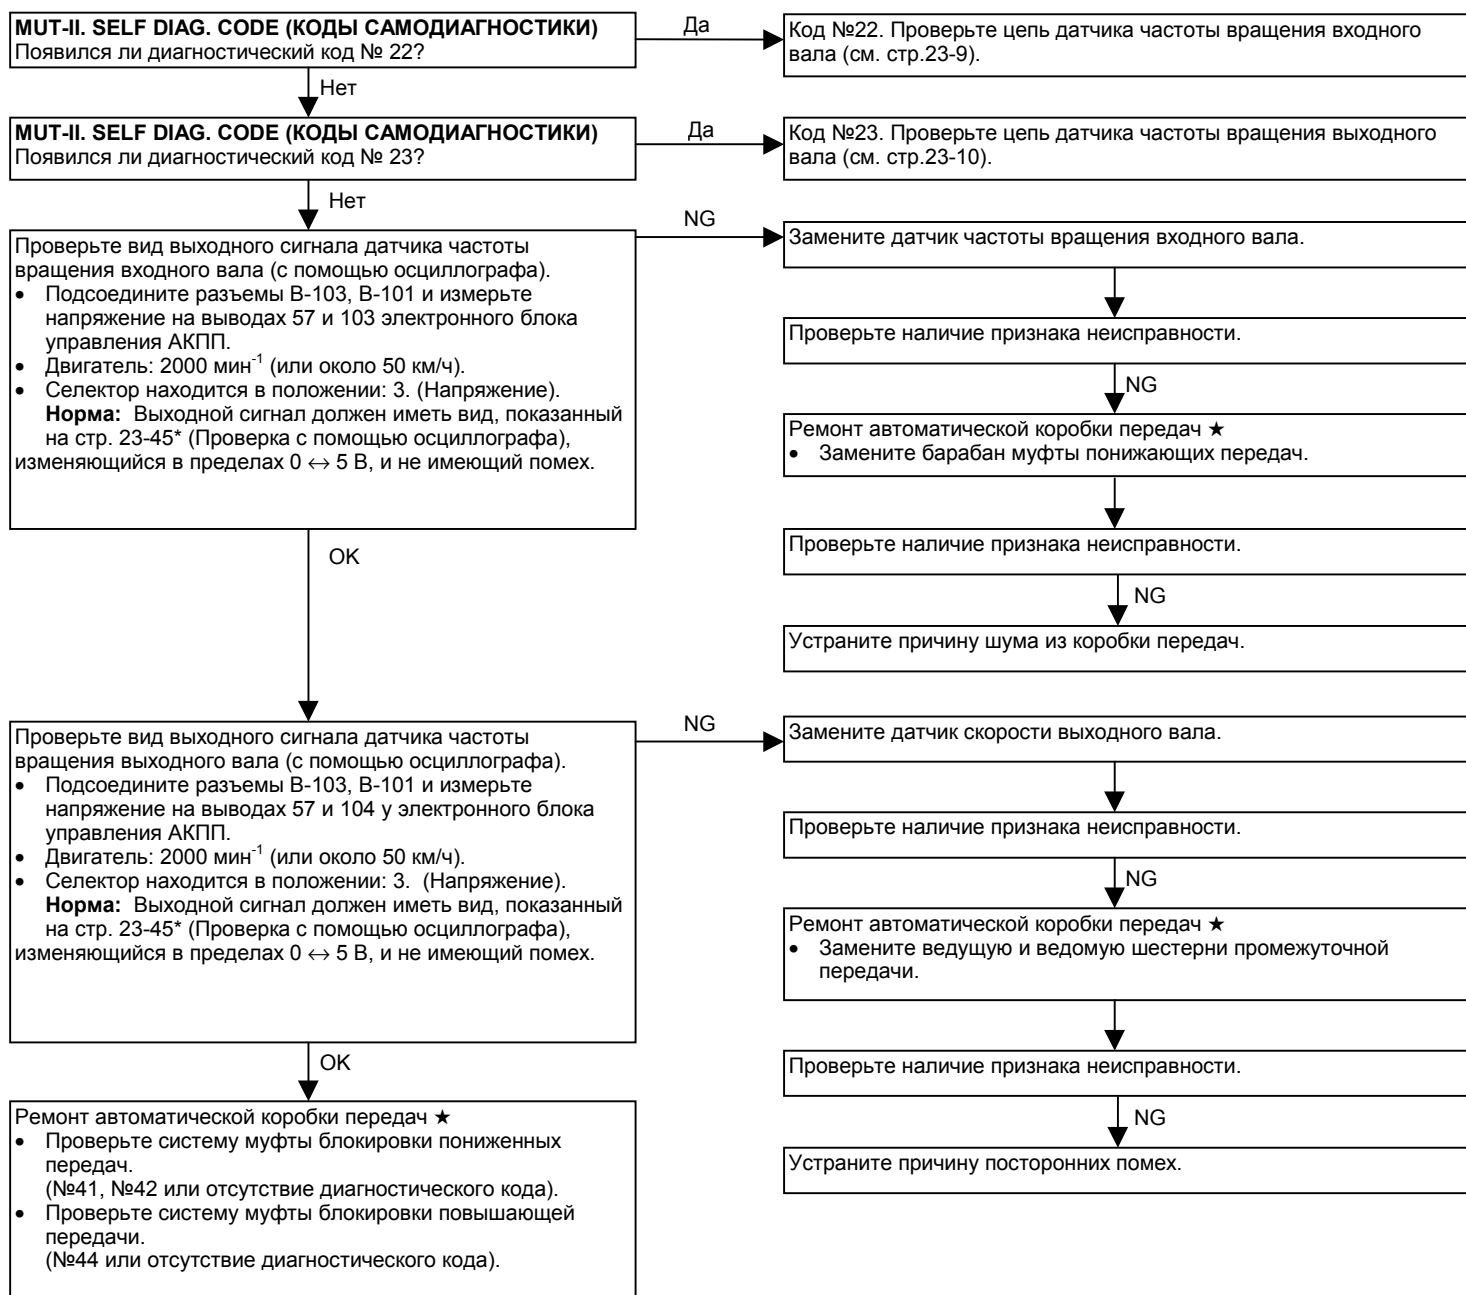 MUT-II. SELF DIAG. CODE (КОДЫ САМОДИАГНОСТИКИ)
Появился ли диагностический код № 22?
Да
Код №22. Проверьте цепь датчика частоты вращения входного
вала (см. стр.23-9).
Нет
MUT-II. SELF DIAG. CODE (КОДЫ САМОДИАГНОСТИКИ)
Появился ли диагностический код № 23?
Да
Код №23. Проверьте цепь датчика частоты вращения выходного
вала (см. стр.23-10).
Нет
Проверьте вид выходного сигнала датчика частоты
вращения входного вала (с помощью осциллографа).
• Подсоедините разъемы В-103, В-101 и измерьте
напряжение на выводах 57 и 103 электронного блока
управления АКПП.
• Двигатель: 2000 мин⁻¹ (или около 50 км/ч).
• Селектор находится в положении: 3. (Напряжение).
Норма: Выходной сигнал должен иметь вид, показанный
на стр. 23-45* (Проверка с помощью осциллографа),
изменяющийся в пределах 0 ↔ 5 В, и не имеющий помех.
NG
Замените датчик частоты вращения входного вала.
Проверьте наличие признака неисправности.
NG
Ремонт автоматической коробки передач ★
• Замените барабан муфты понижающих передач.
Проверьте наличие признака неисправности.
NG
Устраните причину шума из коробки передач.
OK
Проверьте вид выходного сигнала датчика частоты
вращения выходного вала (с помощью осциллографа).
• Подсоедините разъемы В-103, В-101 и измерьте
напряжение на выводах 57 и 104 у электронного блока
управления АКПП.
• Двигатель: 2000 мин⁻¹ (или около 50 км/ч).
• Селектор находится в положении: 3. (Напряжение).
Норма: Выходной сигнал должен иметь вид, показанный
на стр. 23-45* (Проверка с помощью осциллографа),
изменяющийся в пределах 0 ↔ 5 В, и не имеющий помех.
NG
Замените датчик скорости выходного вала.
Проверьте наличие признака неисправности.
NG
Ремонт автоматической коробки передач ★
• Замените ведущую и ведомую шестерни промежуточной
передачи.
Проверьте наличие признака неисправности.
NG
Устраните причину посторонних помех.
OK
Ремонт автоматической коробки передач ★
• Проверьте систему муфты блокировки пониженных
передач.
(№41, №42 или отсутствие диагностического кода).
• Проверьте систему муфты блокировки повышающей
передачи.
(№44 или отсутствие диагностического кода).